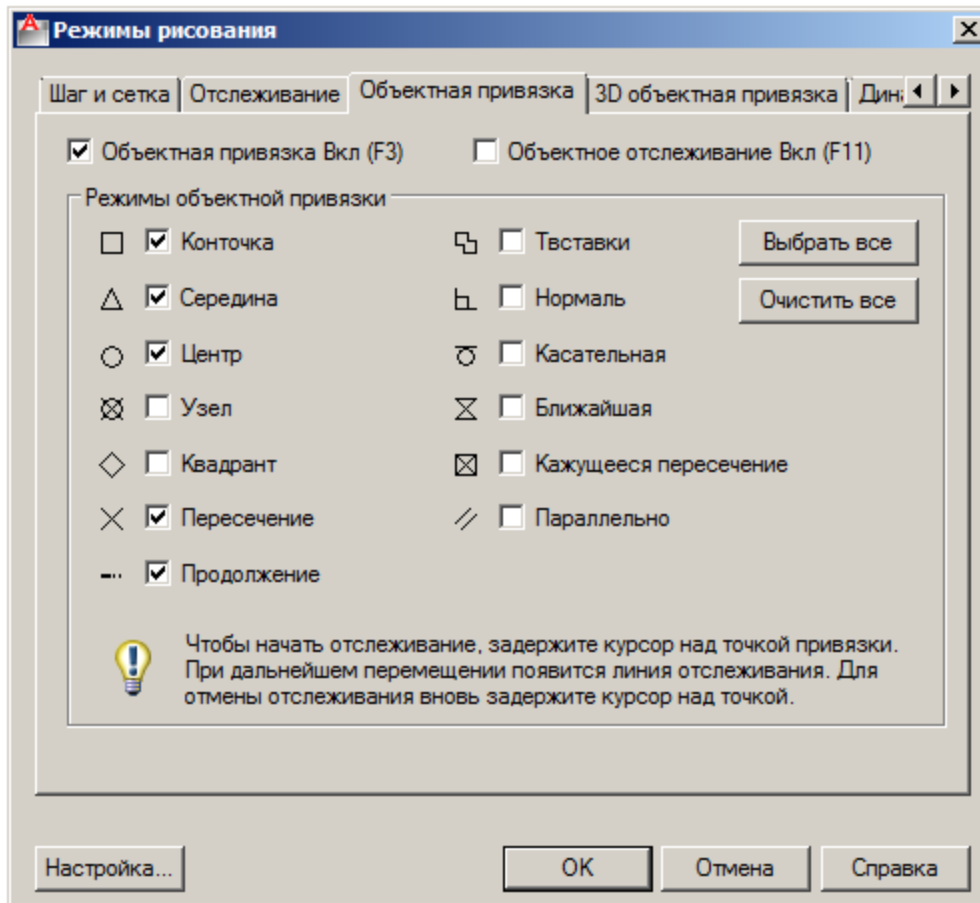 Режимы рисования
Шаг и сетка Отслеживание Объектная привязка 3D объектная привязка
Объектная привязка Вкл (F3) Объектное отслеживание Вкл (F11)
Режимы объектной привязки
Конточка Твставки Выбрать все
Середина Нормаль Очистить все
Центр Касательная
Узел Ближайшая
Квадрант Кажущееся пересечение
Пересечение Параллельно
Продолжение
Чтобы начать отслеживание, задержите курсор над точкой привязки.
При дальнейшем перемещении появится линия отслеживания. Для
отмены отслеживания вновь задержите курсор над точкой.
Настройка... OK Отмена Справка